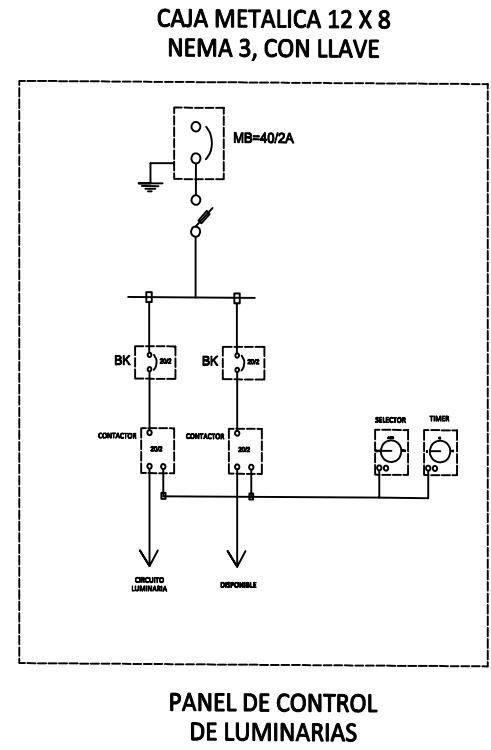 CAJA METALICA 12 X 8
NEMA 3, CON LLAVE
MB=40/2A
BK 20/2
BK 20/2
CONTACTOR 20/2
CONTACTOR 20/2
SELECTOR
TIMER
CIRCUITO
LUMINARIA
DISPONIBLE
PANEL DE CONTROL
DE LUMINARIAS